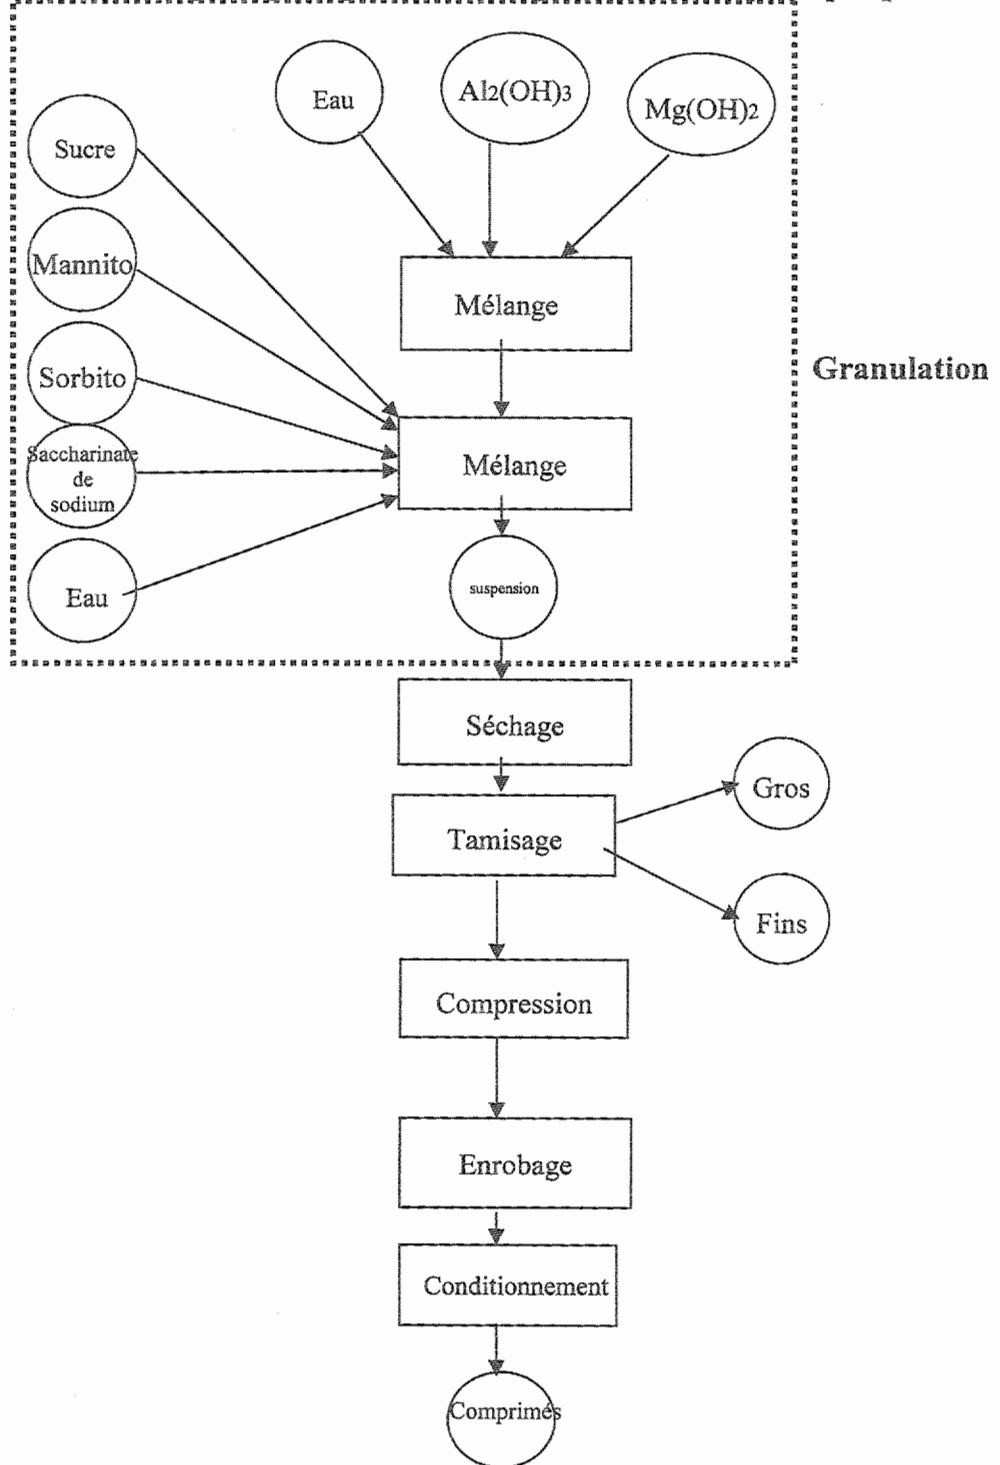 Eau
Al2(OH)3
Mg(OH)2
Sucre
Mannito
Sorbito
Saccharinate
de
sodium
Eau
Mélange
Mélange
suspension
Granulation
Séchage
Tamisage
Gros
Fins
Compression
Enrobage
Conditionnement
Comprimés